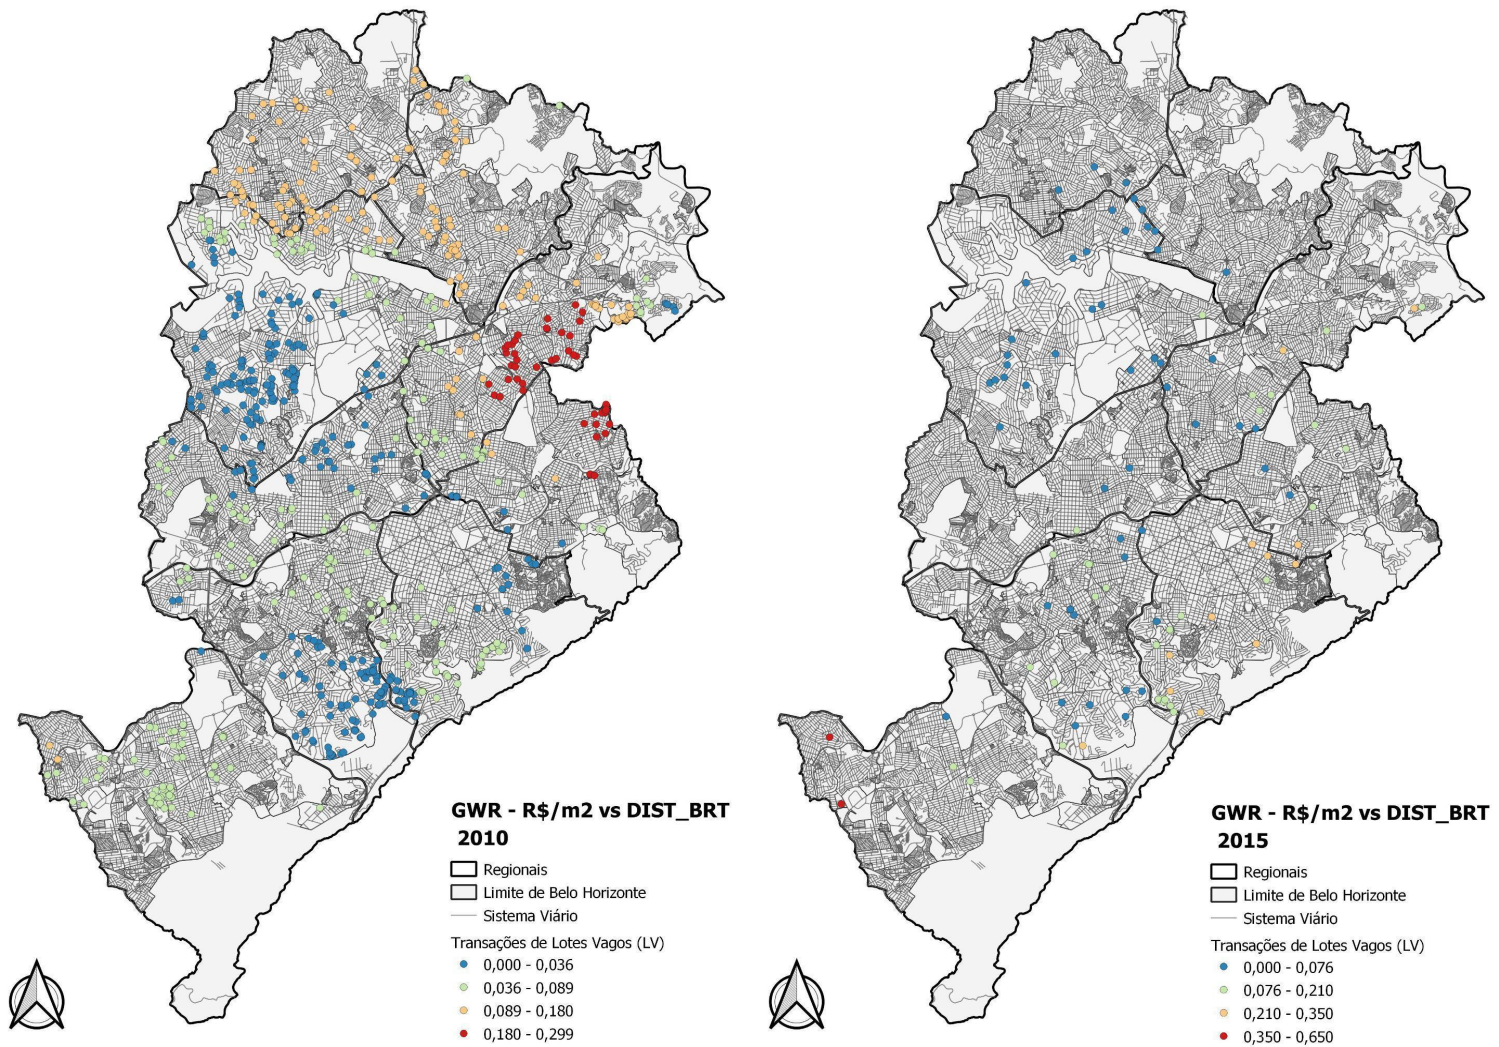 GWR - R$/m2 vs DIST_BRT
2010
Regionais
Limite de Belo Horizonte
Sistema Viário
Transações de Lotes Vagos (LV)
0,000 - 0,036
0,036 - 0,089
0,089 - 0,180
0,180 - 0,299
GWR - R$/m2 vs DIST_BRT
2015
Regionais
Limite de Belo Horizonte
Sistema Viário
Transações de Lotes Vagos (LV)
0,000 - 0,076
0,076 - 0,210
0,210 - 0,350
0,350 - 0,650